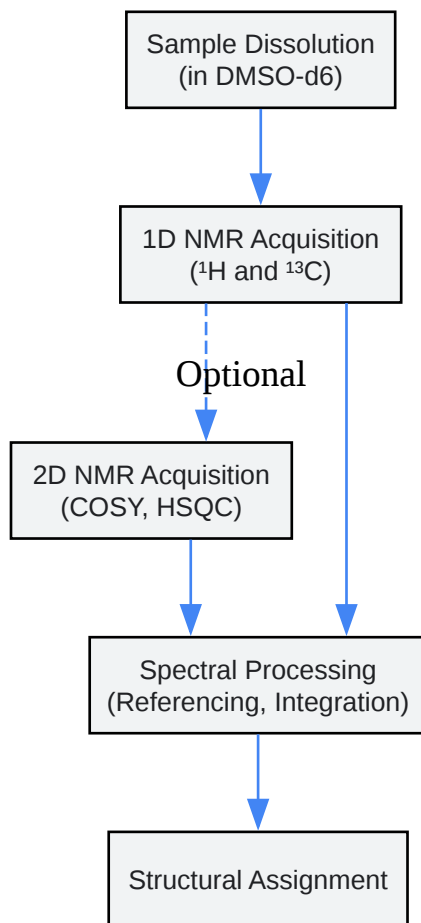 Sample Dissolution
(in DMSO-d6)
1D NMR Acquisition
(¹H and ¹³C)
Optional
2D NMR Acquisition
(COSY, HSQC)
Spectral Processing
(Referencing, Integration)
Structural Assignment